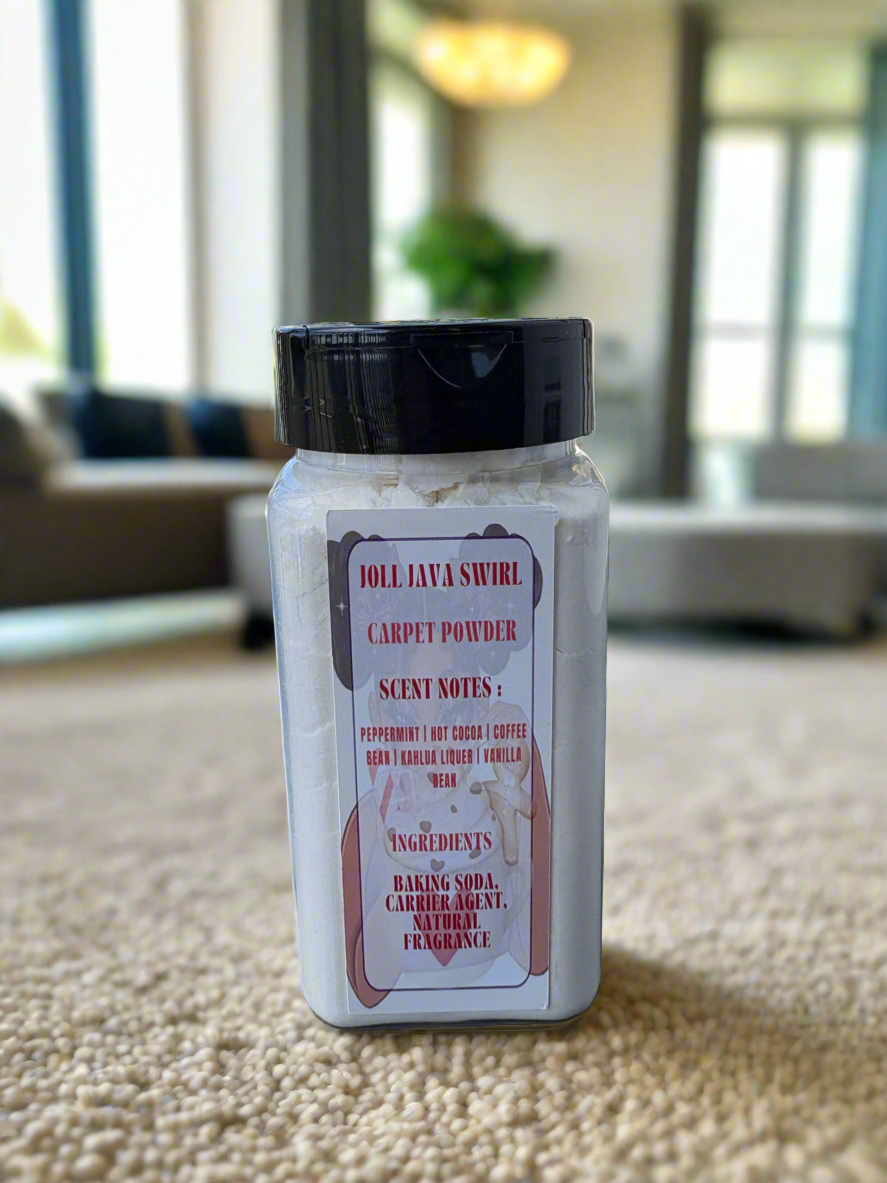 JOLL JAVA SWIRL
CARPET POWDER
SCENT NOTES :
PEPPERMINT | HOT COCOA | COFFEE
BEAN | KAHLUA LIQUER | VANILLA
BEAN
INGREDIENTS
BAKING SODA,
CARRIER AGENT,
NATURAL
FRAGRANCE